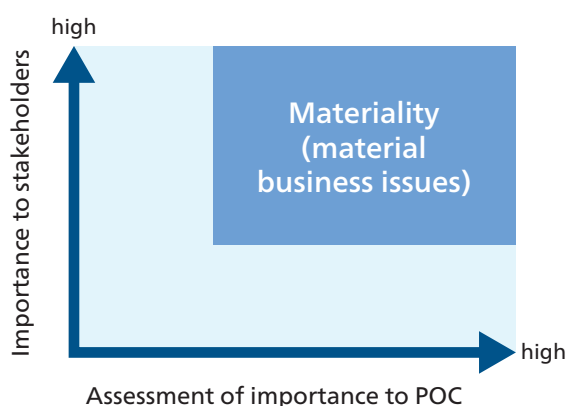 high
Importance to stakeholders
Materiality
(material
business issues)
high
Assessment of importance to POC